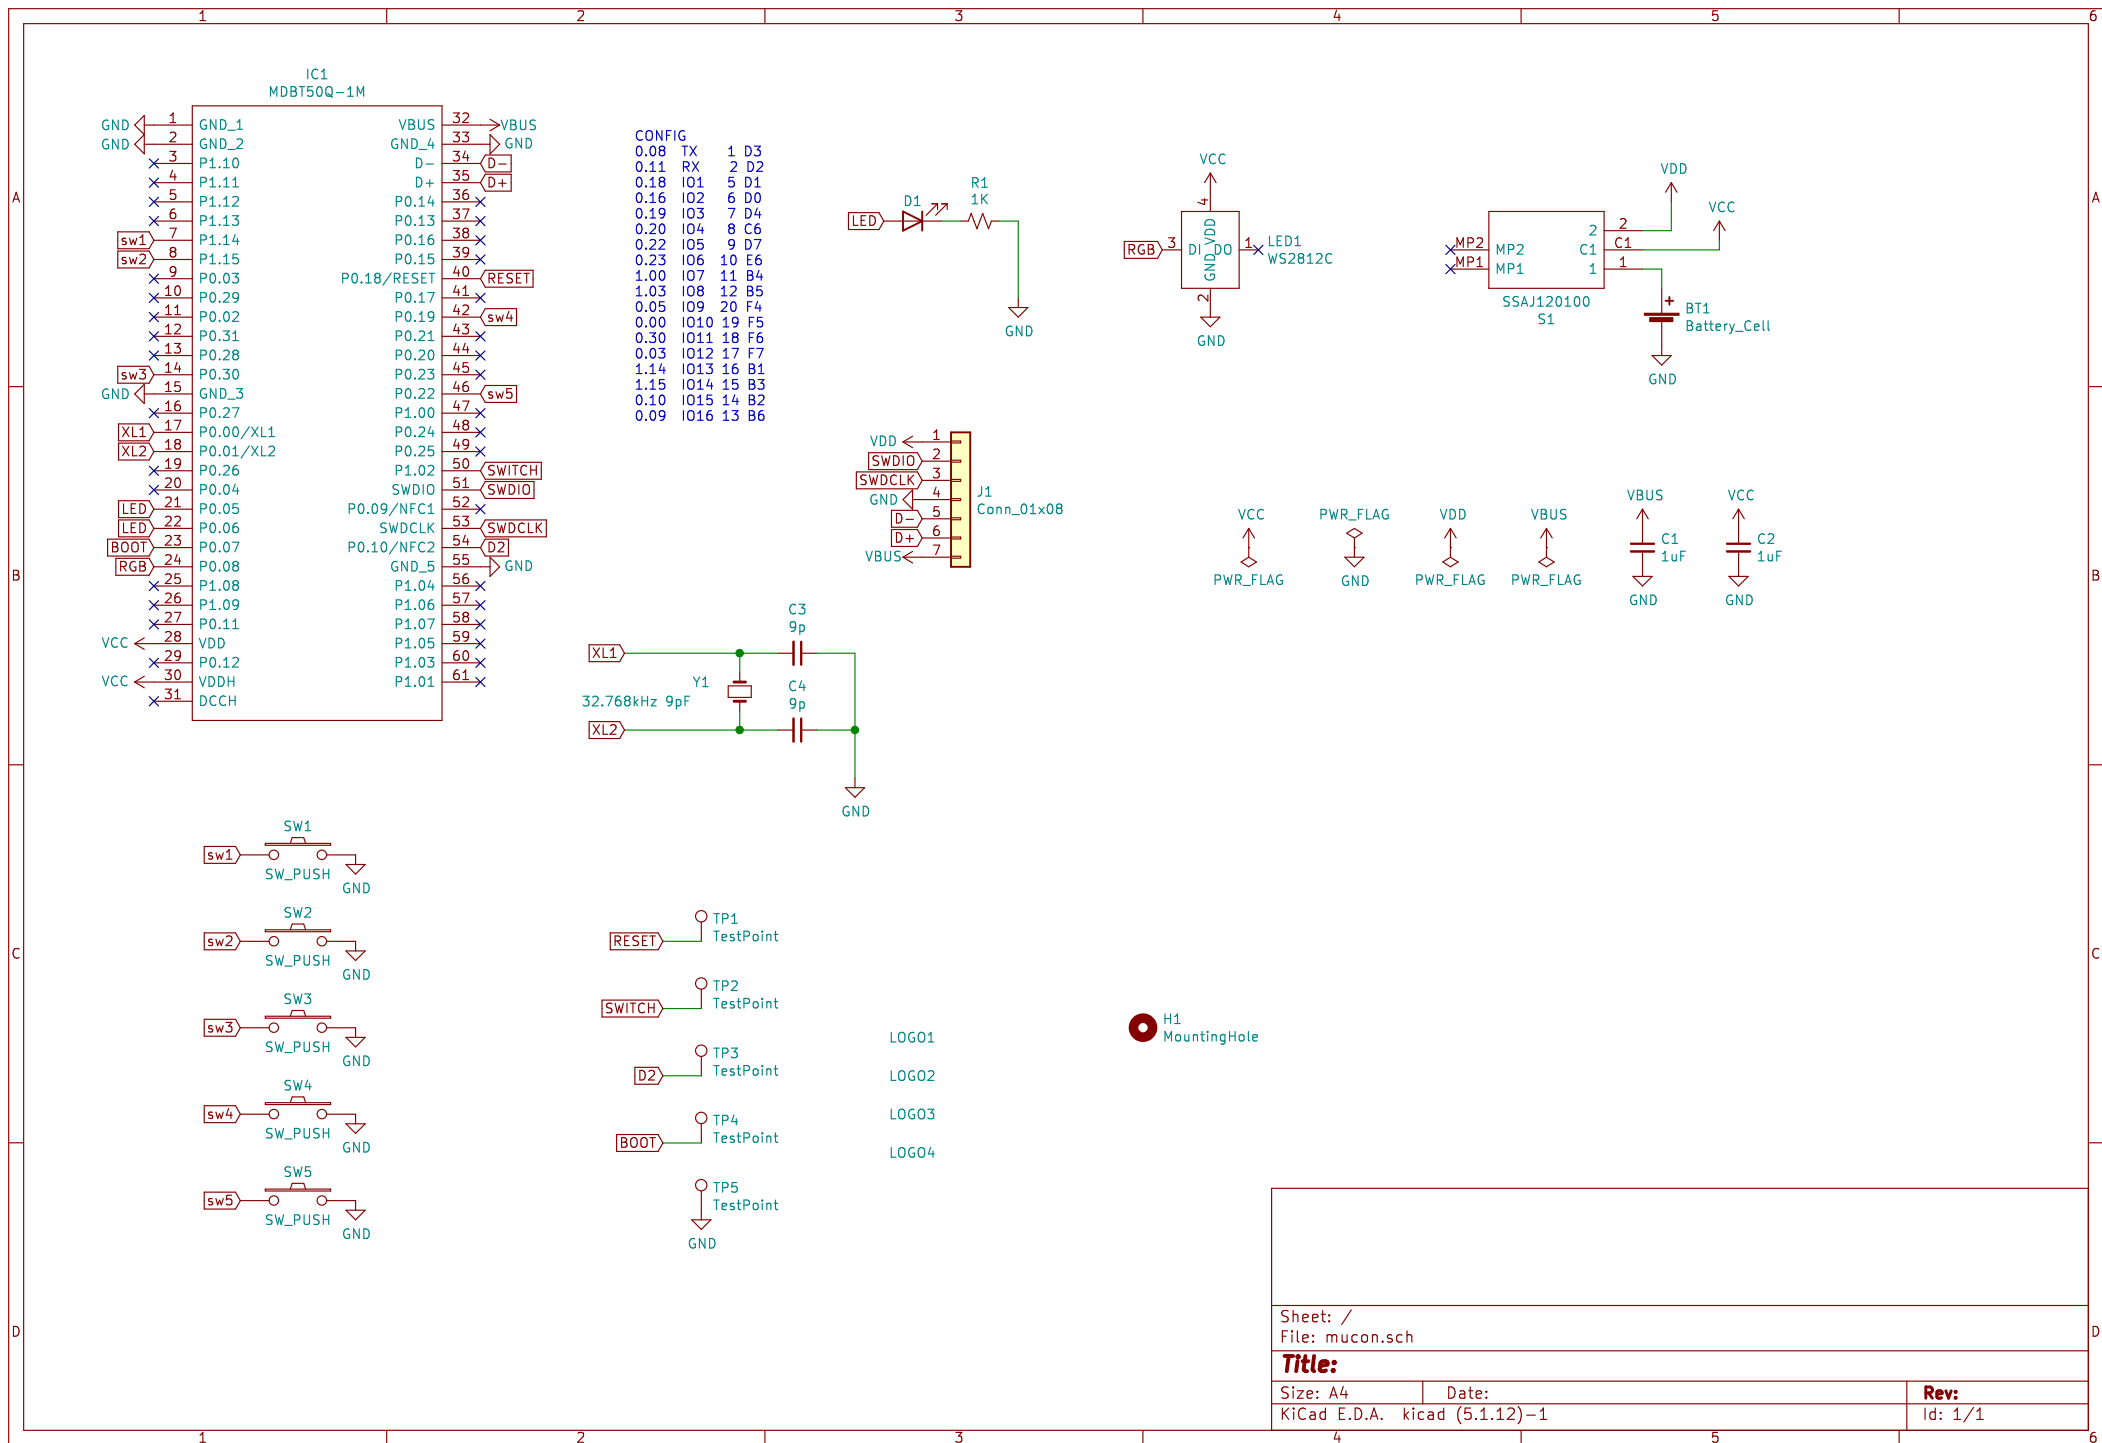 1 2 3 4 5 6
A
B
C
D
IC1
MDBT50Q-1M
GND 1 GND_1
GND 2 GND_2
3 P1.10
4 P1.11
5 P1.12
6 P1.13
sw1 7 P1.14
sw2 8 P1.15
9 P0.03
10 P0.29
11 P0.02
12 P0.31
13 P0.28
sw3 14 P0.30
GND 15 GND_3
16 P0.27
XL1 17 P0.00/XL1
XL2 18 P0.01/XL2
19 P0.26
20 P0.04
LED 21 P0.05
LED 22 P0.06
BOOT 23 P0.07
RGB 24 P0.08
25 P1.08
26 P1.09
27 P0.11
VCC 28 VDD
29 P0.12
VCC 30 VDDH
31 DCCH
VBUS 32 VBUS
GND_4 33 GND
D- 34 D-
D+ 35 D+
P0.14 36
P0.13 37
P0.16 38
P0.15 39
P0.18/RESET 40 RESET
P0.17 41
P0.19 42 sw4
P0.21 43
P0.20 44
P0.23 45
P0.22 46 sw5
P1.00 47
P0.24 48
P0.25 49
P1.02 50 SWITCH
SWDIO 51 SWDIO
P0.09/NFC1 52
SWDCLK 53 SWDCLK
P0.10/NFC2 54 D2
GND_5 55 GND
P1.04 56
P1.06 57
P1.07 58
P1.05 59
P1.03 60
P1.01 61
CONFIG
0.08 TX 1 D3
0.11 RX 2 D2
0.18 IO1 5 D1
0.16 IO2 6 D0
0.19 IO3 7 D4
0.20 IO4 8 C6
0.22 IO5 9 D7
0.23 IO6 10 E6
1.00 IO7 11 B4
1.03 IO8 12 B5
0.05 IO9 20 F4
0.00 IO10 19 F5
0.30 IO11 18 F6
0.03 IO12 17 F7
1.14 IO13 16 B1
1.15 IO14 15 B3
0.10 IO15 14 B2
0.09 IO16 13 B6
LED
D1
R1
1K
GND
VCC
4
RGB 3 DI VDD DO 1
GND
2
GND
LED1
WS2812C
VDD
VCC
MP2 MP2 2 2
MP1 MP1 C1 C1
1 1
SSAJ120100
S1
BT1
Battery_Cell
GND
VDD 1
SWDIO 2
SWDCLK 3
GND 4
D- 5
D+ 6
VBUS 7
J1
Conn_01x08
VCC
PWR_FLAG
PWR_FLAG
GND
VDD
PWR_FLAG
VBUS
PWR_FLAG
VBUS
C1
1uF
GND
VCC
C2
1uF
GND
C3
9p
XL1
Y1
32.768kHz 9pF
C4
9p
XL2
GND
SW1
sw1
SW_PUSH
GND
SW2
sw2
SW_PUSH
GND
SW3
sw3
SW_PUSH
GND
SW4
sw4
SW_PUSH
GND
SW5
sw5
SW_PUSH
GND
RESET
TP1
TestPoint
SWITCH
TP2
TestPoint
D2
TP3
TestPoint
BOOT
TP4
TestPoint
TP5
TestPoint
GND
LOGO1
LOGO2
LOGO3
LOGO4
H1
MountingHole
Sheet: /
File: mucon.sch
Title:
Size: A4 Date: Rev:
KiCad E.D.A. kicad (5.1.12)-1 Id: 1/1
A
B
C
D
1 2 3 4 5 6